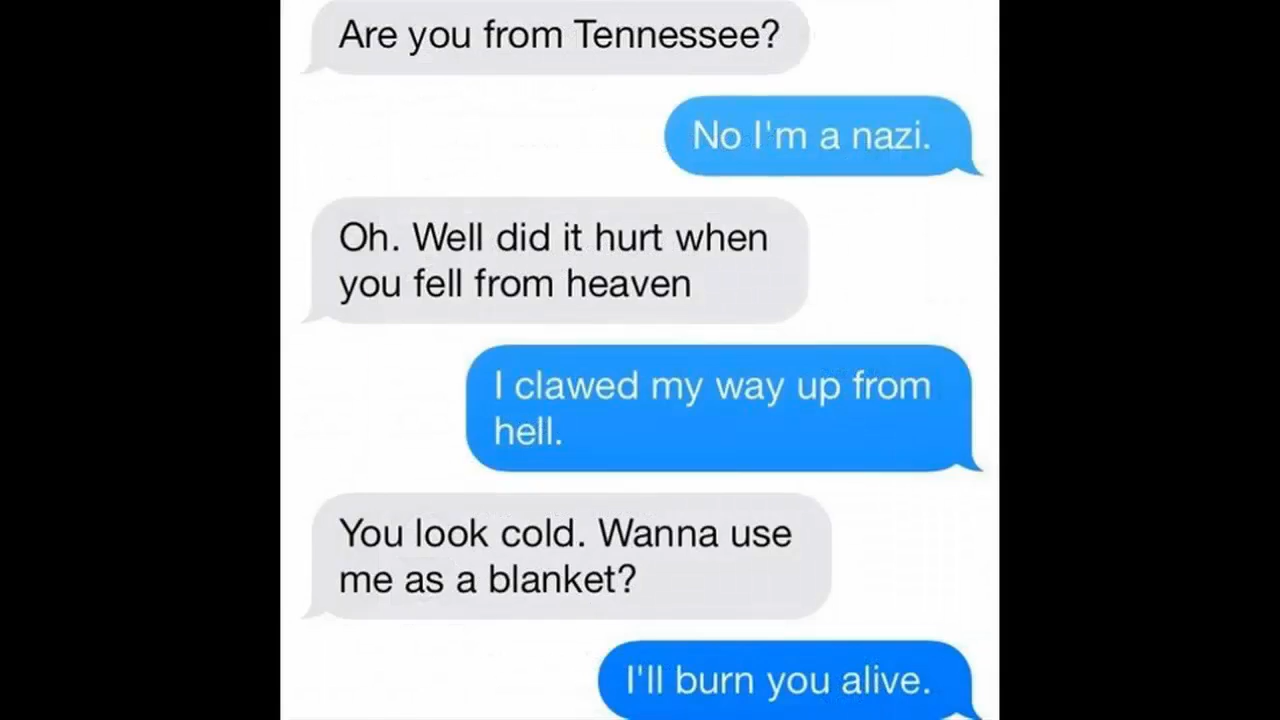 Are you from Tennessee?
No I'm a nazi.
Oh. Well did it hurt when
you fell from heaven
I clawed my way up from
hell.
You look cold. Wanna use
me as a blanket?
I'll burn you alive.